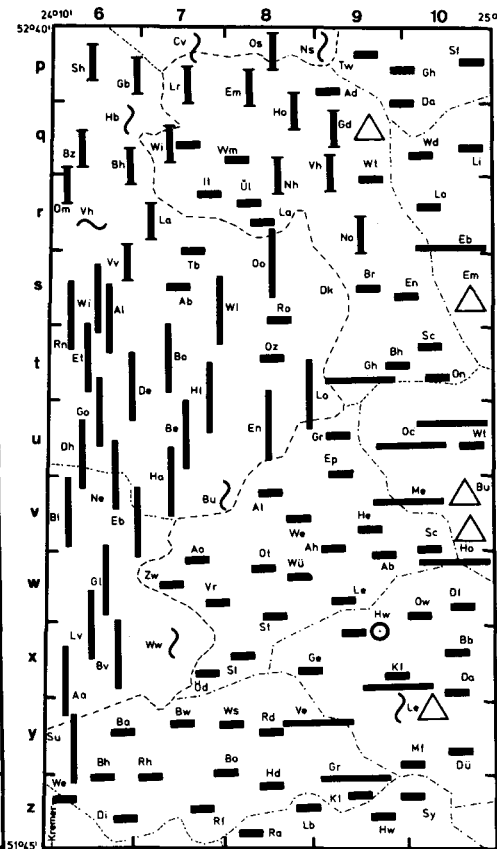 24°10' 6 7 8 9 10 25°0'
52°40'
Cv Os Ns
p Tw Sf
Sh Gb Lr Em Gh
Ad
Ho Da
Hb Gd
q Bz Bh Wi Wm Vh Wt Wd Li
Om It Ül Nh
r Vh La La Na Lo
Eb
Vv Tb Oo
s Wi Al Ab Wl Dk Br En Em
Ro
Rn Et Oz Sc
t De Bo Hl Lo Gh Bh On
Go
Be En Gr Oc Wt
u Dh
Ep
Ha Me Bu
Bl Ne Bu Al
v Eb We He
Ah Sc Ho
Ao Ot Ab
w Gl Zw Wü
Vr Le Ow Ol
St Hw
Lv Ww Bb
x Bv Sl Ge Kl
Od Da
Aa Le
Su Ba Bw Ws Rd Ve
y Mf Dü
Bh Rh Bo Gr
We Hd
z Kl
Di Rf Lb Hw Sy
Ra
51°45'
Kremer